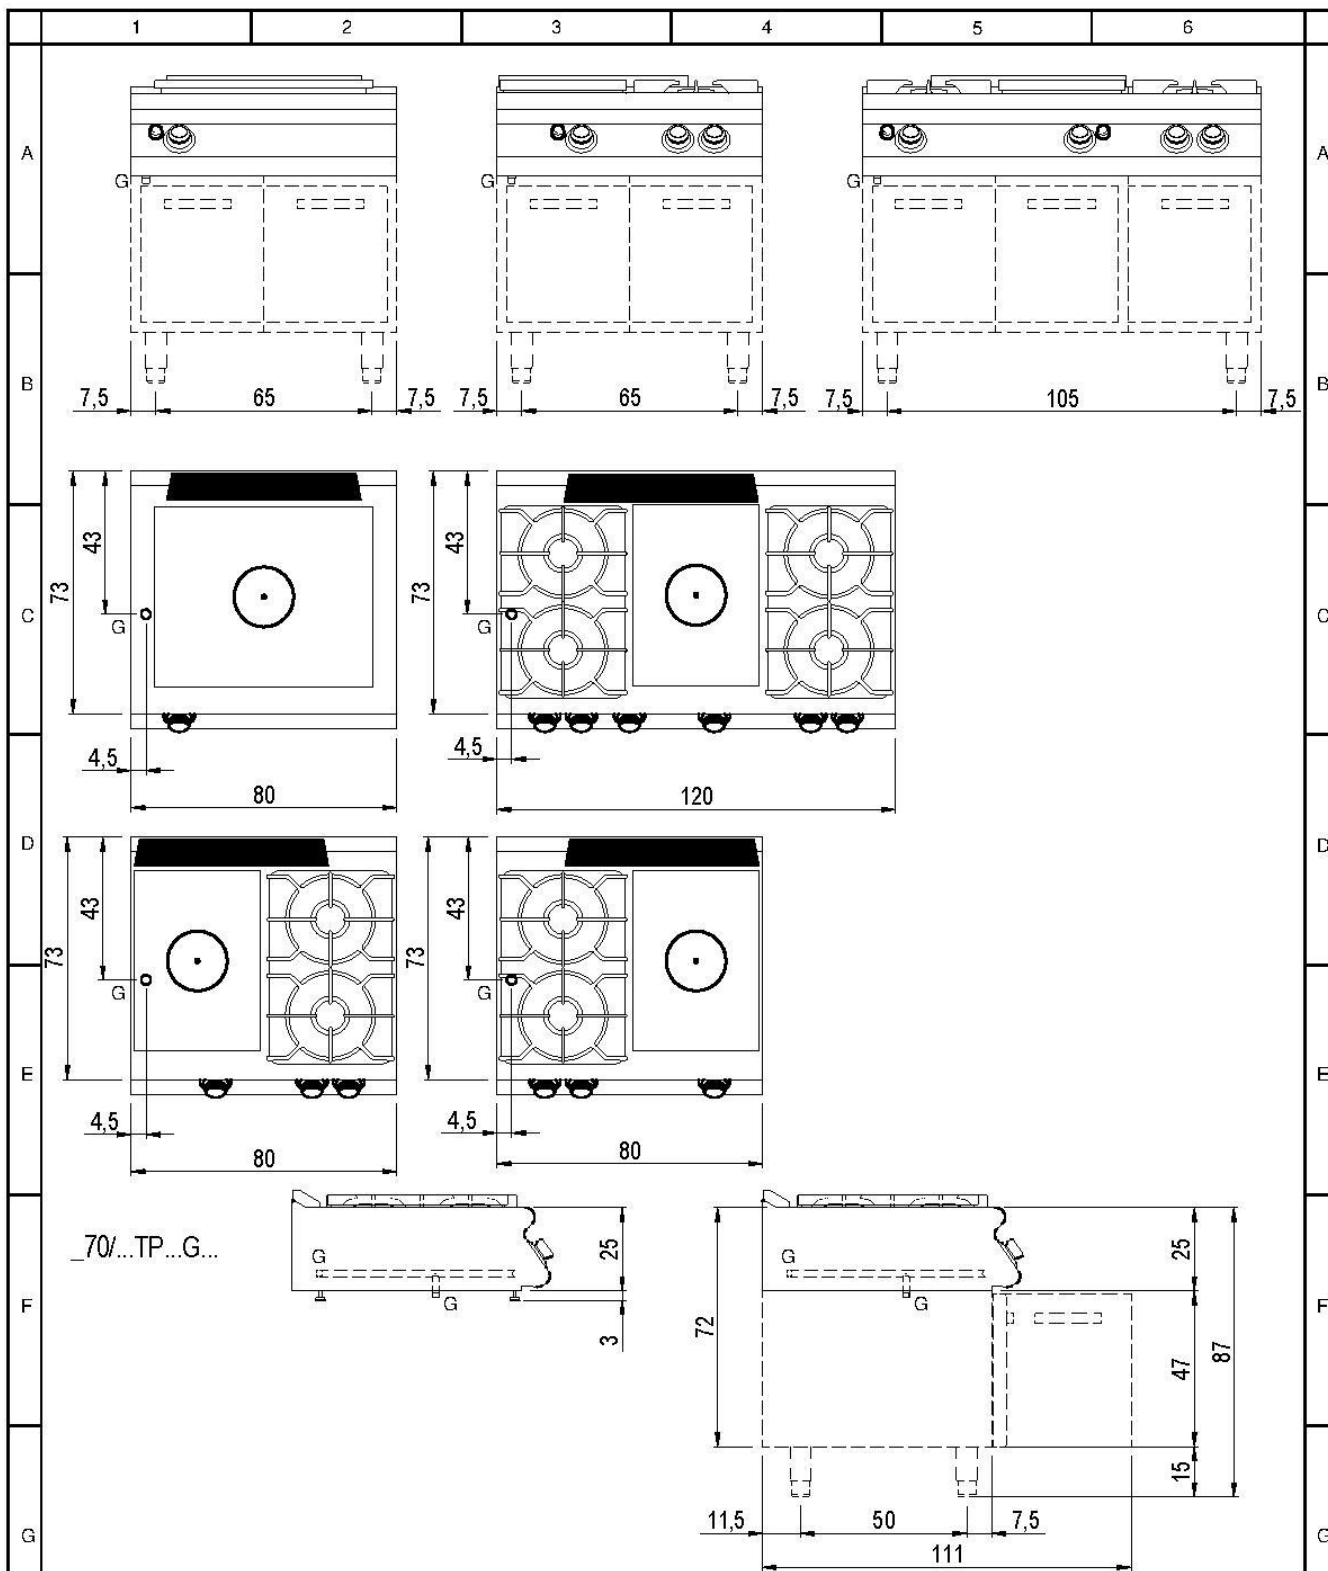 1 2 3 4 5 6
A A
G G G
B B
7,5 65 7,5 7,5 65 7,5 7,5 105 7,5
43 43
73 73
C C
G G
4,5 4,5
80 120
D D
43 43
73 73
G G
E E
4,5 4,5
80 80
_70/...TP...G...
25 25
G G
G G
F F
3 72 47 87
15
G G
11,5 50 7,5
111